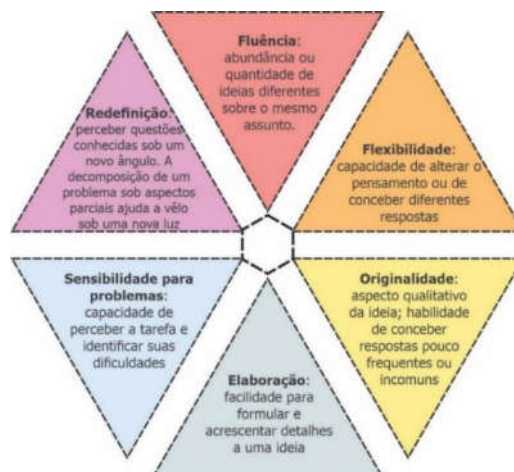 Fluência:
abundância ou
quantidade de
ideias diferentes
sobre o mesmo
assunto.
Flexibilidade:
capacidade de alterar o
pensamento ou de
conceber diferentes
respostas
Originalidade:
aspecto qualitativo
da ideia; habilidade
de conceber
respostas pouco
frequentes ou
incomuns
Elaboração:
facilidade para
formular e
acrescentar detalhes
a uma ideia
Sensibilidade para
problemas:
capacidade de
perceber a tarefa e
identificar suas
dificuldades
Redefinição:
perceber questões
conhecidas sob um
novo ângulo. A
decomposição de um
problema sob aspectos
parciais ajuda a vêlo
sob uma nova luz